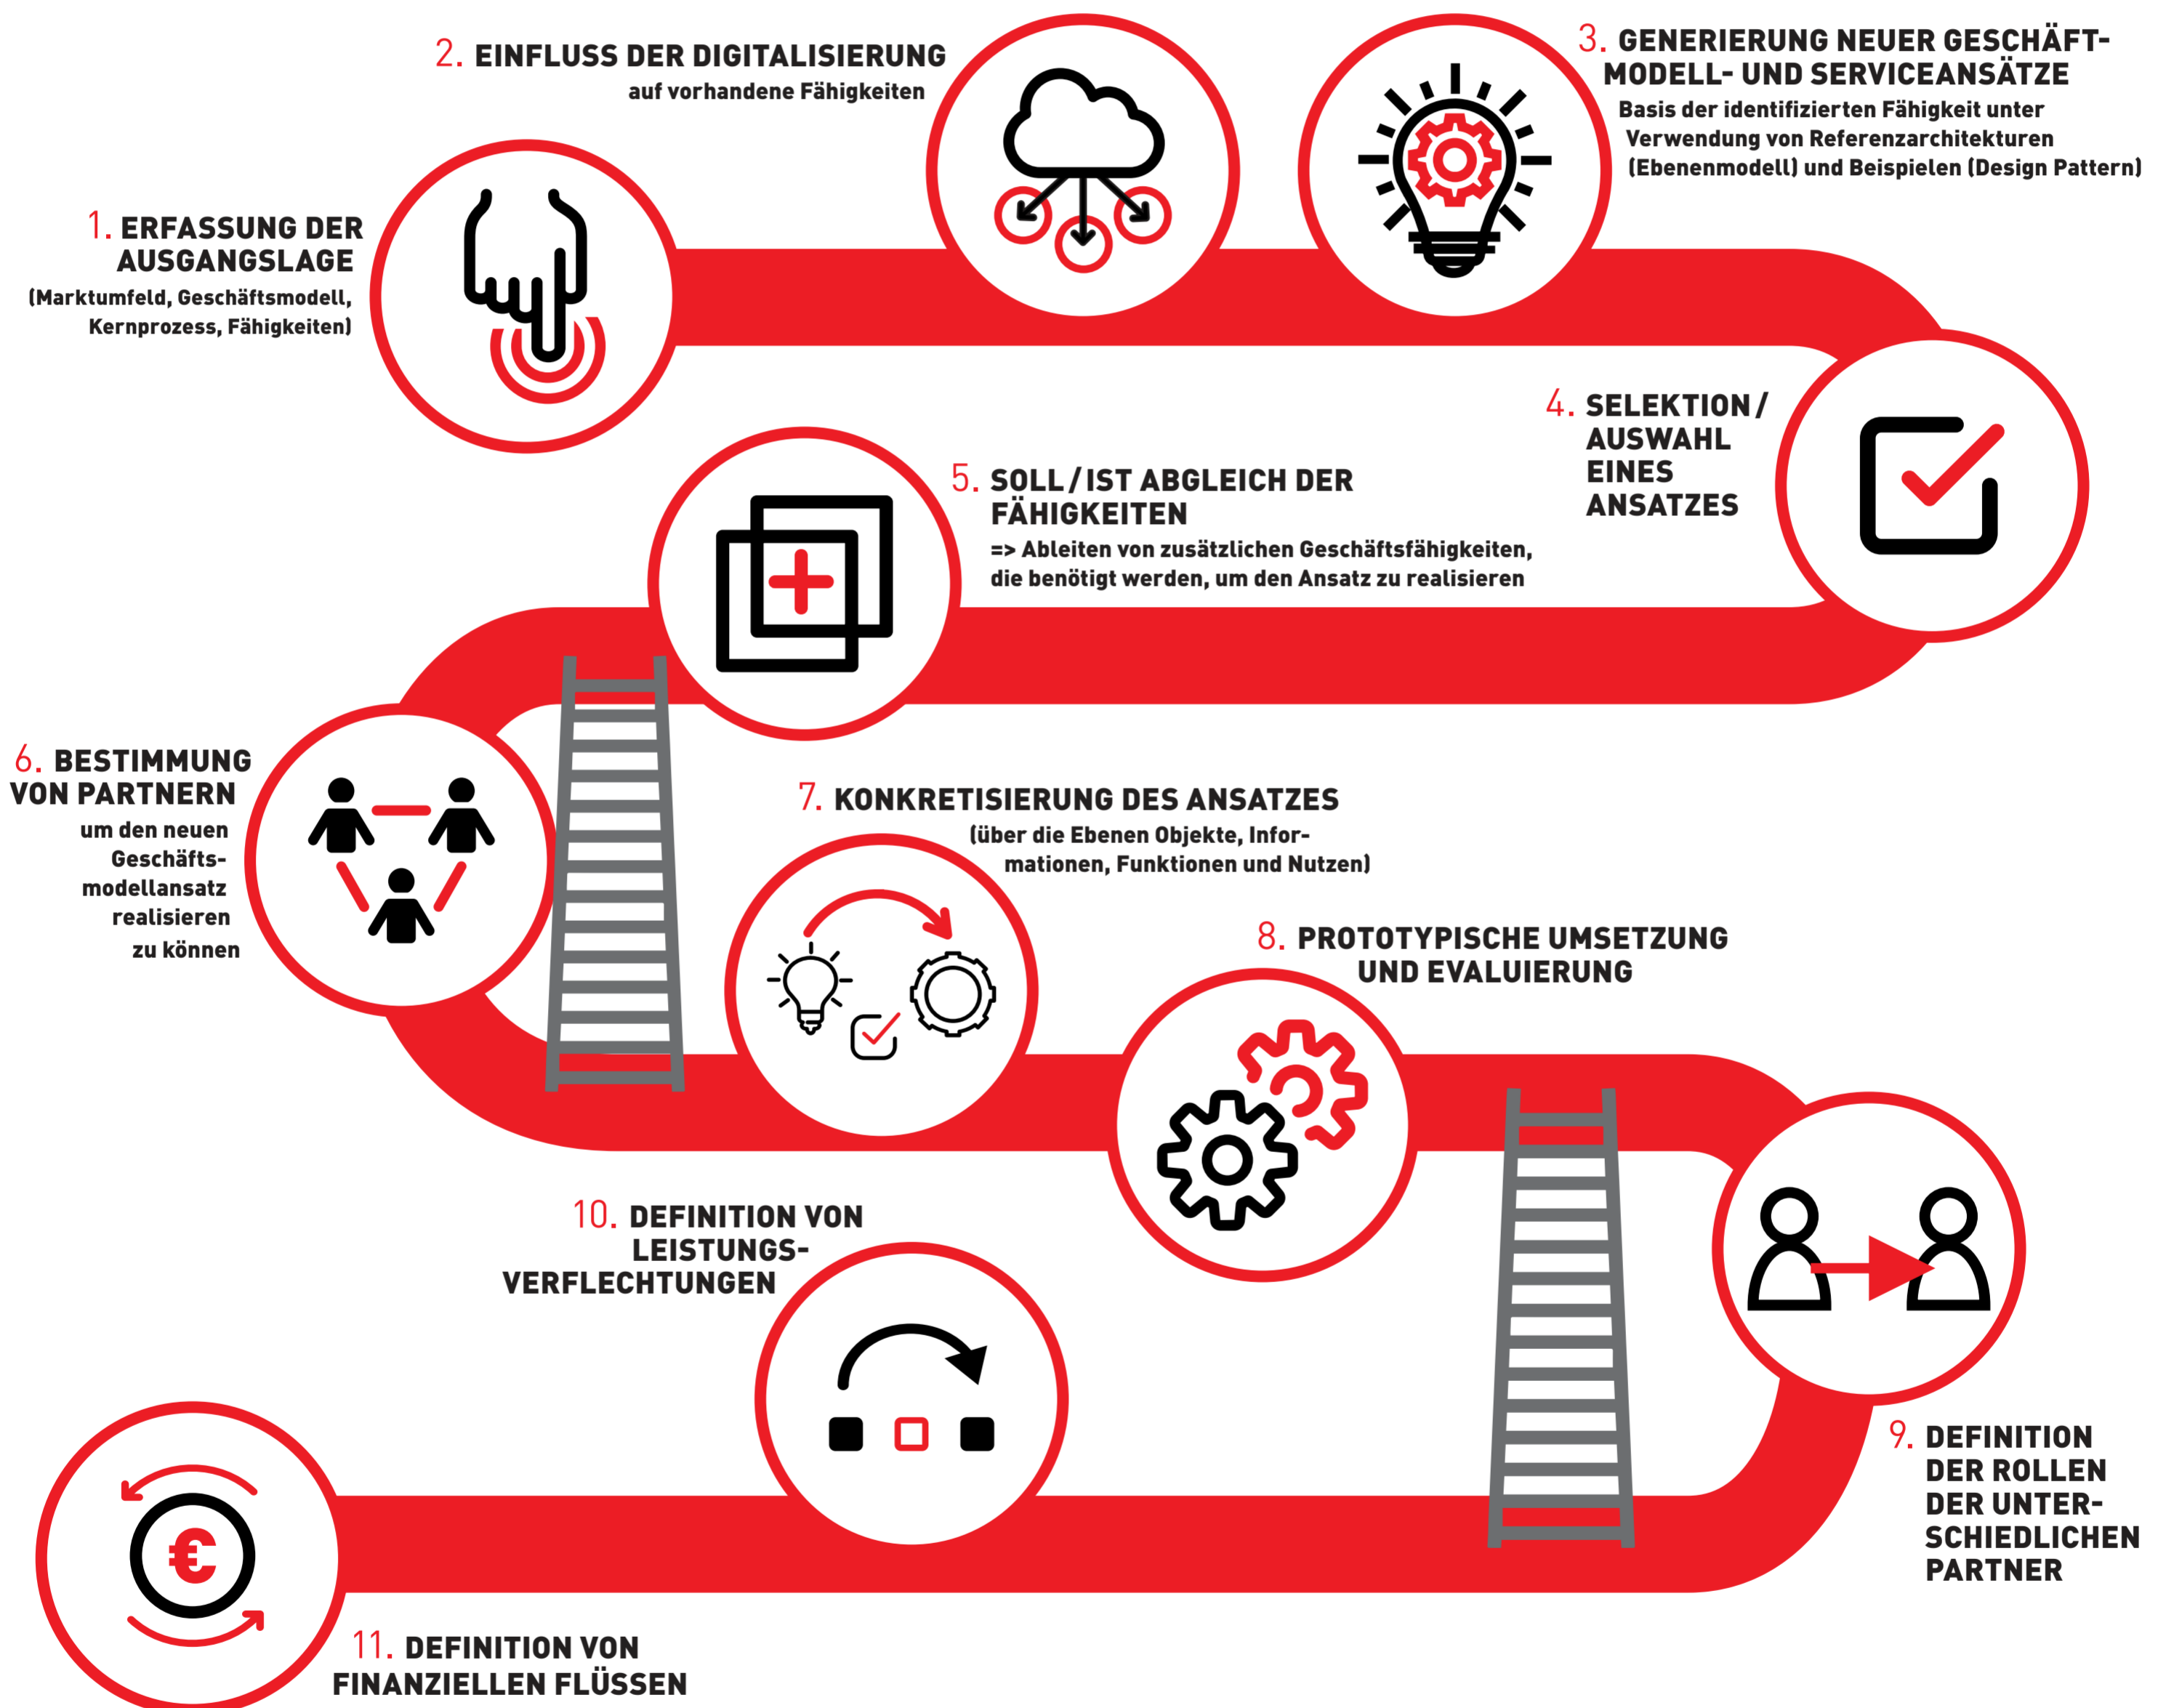 1. ERFASSUNG DER
AUSGANGSLAGE
(Marktumfeld, Geschäftsmodell,
Kernprozess, Fähigkeiten)
2. EINFLUSS DER DIGITALISIERUNG
auf vorhandene Fähigkeiten
3. GENERIERUNG NEUER GESCHÄFT-
MODELL- UND SERVICEANSÄTZE
Basis der identifizierten Fähigkeit unter
Verwendung von Referenzarchitekturen
(Ebenenmodell) und Beispielen (Design Pattern)
4. SELEKTION/
AUSWAHL
EINES
ANSATZES
5. SOLL/IST ABGLEICH DER
FÄHIGKEITEN
=> Ableiten von zusätzlichen Geschäftsfähigkeiten,
die benötigt werden, um den Ansatz zu realisieren
6. BESTIMMUNG
VON PARTNERN
um den neuen
Geschäfts-
modellansatz
realisieren
zu können
7. KONKRETISIERUNG DES ANSATZES
(über die Ebenen Objekte, Infor-
mationen, Funktionen und Nutzen)
8. PROTOTYPISCHE UMSETZUNG
UND EVALUIERUNG
9. DEFINITION
DER ROLLEN
DER UNTER-
SCHIEDLICHEN
PARTNER
10. DEFINITION VON
LEISTUNGS-
VERFLECHTUNGEN
€
11. DEFINITION VON
FINANZIELLEN FLÜSSEN